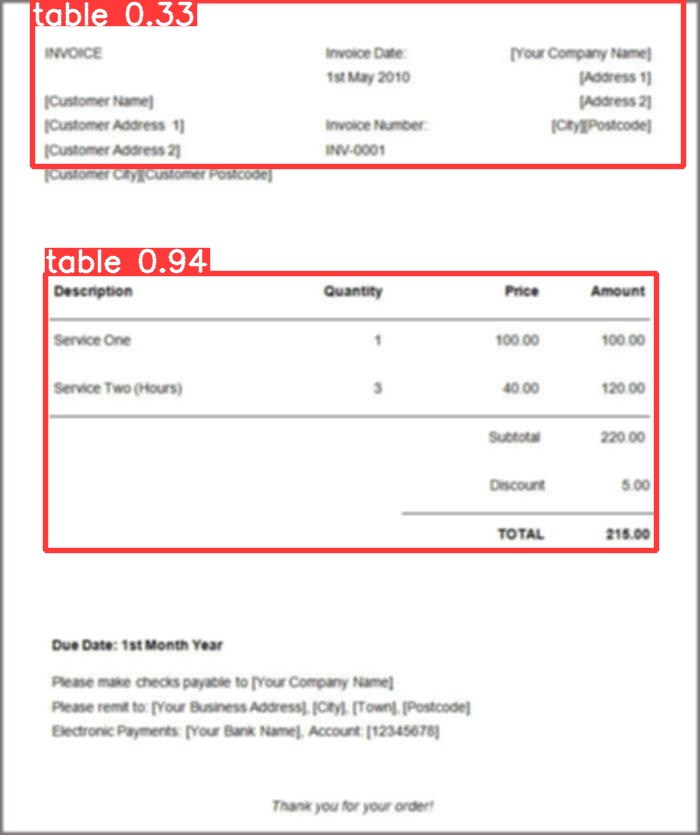 table 0.33
INVOICE Invoice Date: [Your Company Name]
1st May 2010 [Address 1]
[Customer Name] [Address 2]
[Customer Address 1] Invoice Number: [City][Postcode]
[Customer Address 2] INV-0001
[Customer City][Customer Postcode]
table 0.94
Description Quantity Price Amount
Service One 1 100.00 100.00
Service Two (Hours) 3 40.00 120.00
Subtotal 220.00
Discount 5.00
TOTAL 215.00
Due Date: 1st Month Year
Please make checks payable to [Your Company Name]
Please remit to: [Your Business Address], [City], [Town], [Postcode]
Electronic Payments: [Your Bank Name], Account: [12345678]
Thank you for your order!